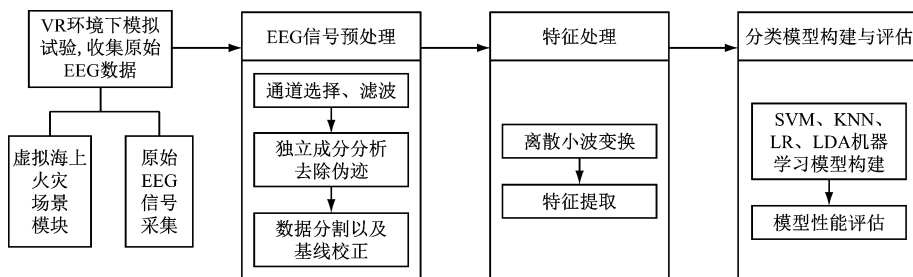 VR环境下模拟
试验,收集原始
EEG数据
虚拟海上
火灾
场景
模块
原始
EEG
信号
采集
EEG信号预处理
通道选择、滤波
独立成分分析
去除伪迹
数据分割以及
基线校正
特征处理
离散小波变换
特征提取
分类模型构建与评估
SVM、KNN、
LR、LDA机器
学习模型构建
模型性能评估